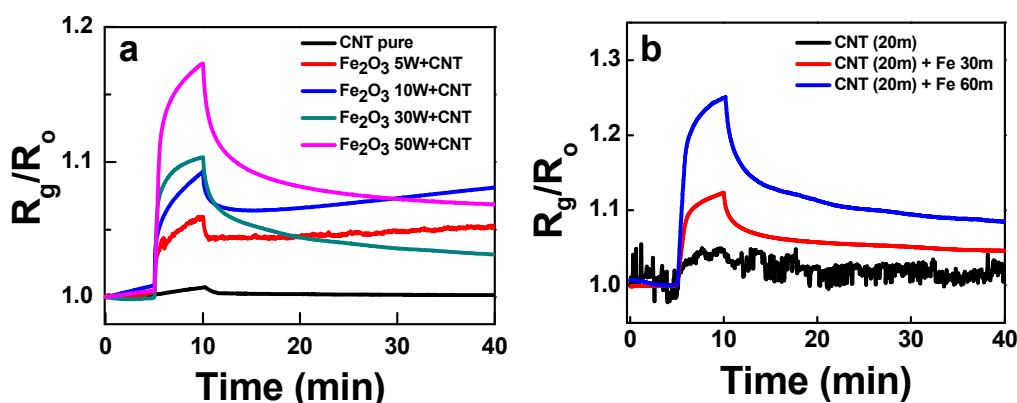 a
CNT pure
Fe₂O₃ 5W+CNT
Fe₂O₃ 10W+CNT
Fe₂O₃ 30W+CNT
Fe₂O₃ 50W+CNT
1.2
1.1
1.0
Rg/Ro
0 10 20 30 40
Time (min)
b
CNT (20m)
CNT (20m) + Fe 30m
CNT (20m) + Fe 60m
1.3
1.2
1.1
1.0
Rg/Ro
0 10 20 30 40
Time (min)